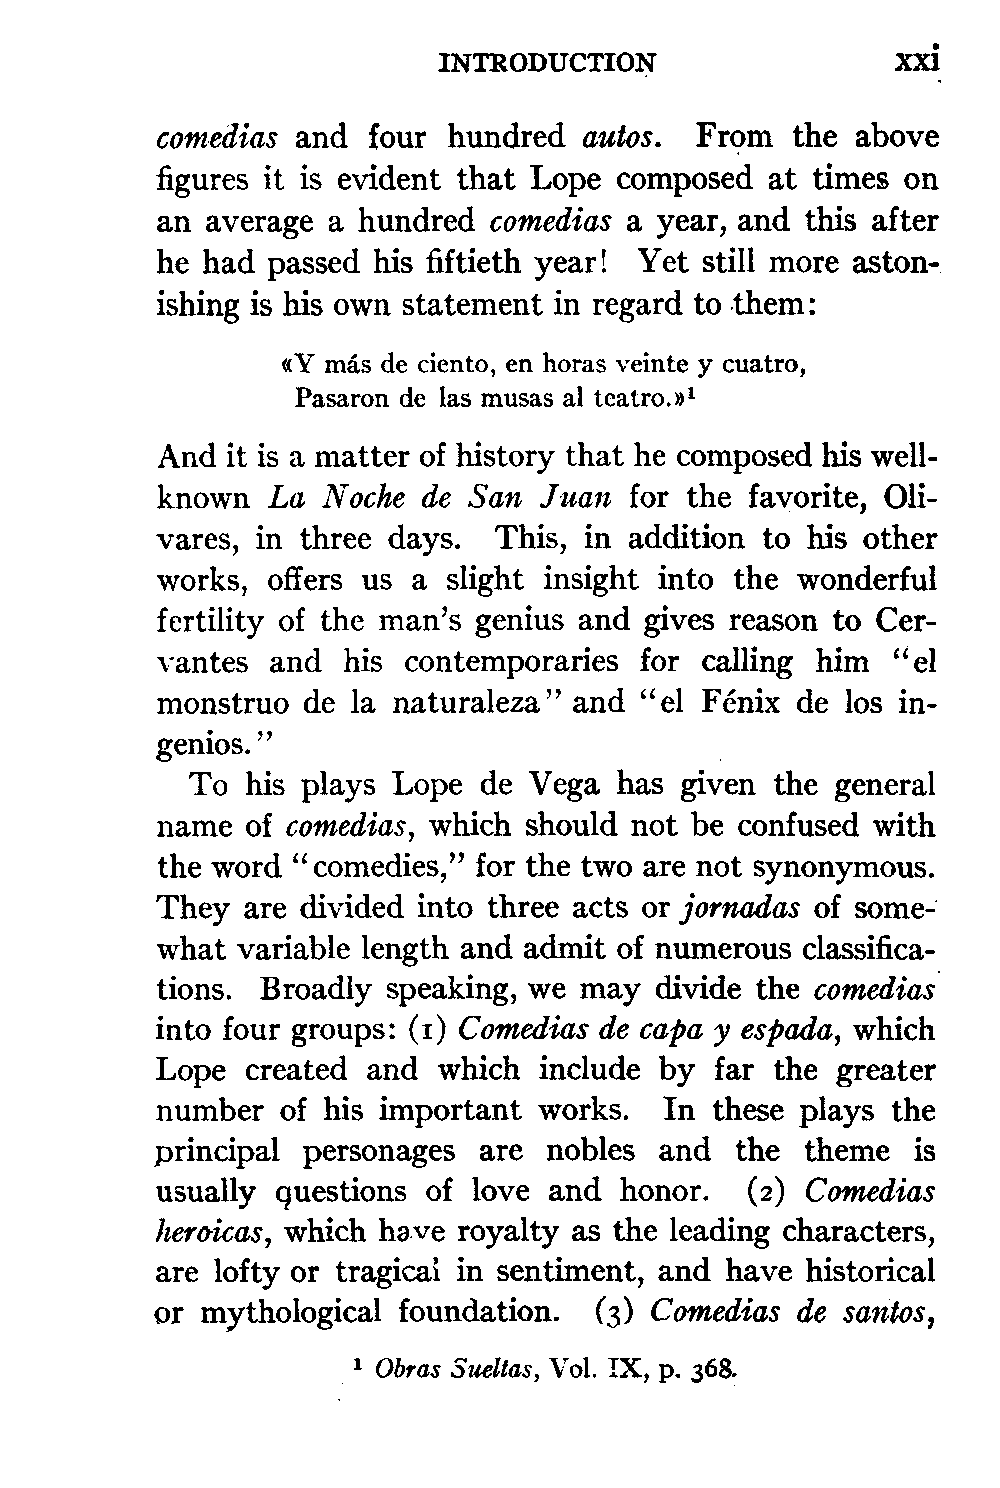 INTRODUCTION xxi
comedias and four hundred autos. From the above
figures it is evident that Lope composed at times on
an average a hundred comedias a year, and this after
he had passed his fiftieth year! Yet still more aston-
ishing is his own statement in regard to them:
«Y más de ciento, en horas veinte y cuatro,
Pasaron de las musas al teatro.»¹
And it is a matter of history that he composed his well-
known La Noche de San Juan for the favorite, Oli-
vares, in three days. This, in addition to his other
works, offers us a slight insight into the wonderful
fertility of the man's genius and gives reason to Cer-
vantes and his contemporaries for calling him "el
monstruo de la naturaleza" and "el Fénix de los in-
genios."
To his plays Lope de Vega has given the general
name of comedias, which should not be confused with
the word "comedies," for the two are not synonymous.
They are divided into three acts or jornadas of some-
what variable length and admit of numerous classifica-
tions. Broadly speaking, we may divide the comedias
into four groups: (1) Comedias de capa y espada, which
Lope created and which include by far the greater
number of his important works. In these plays the
principal personages are nobles and the theme is
usually questions of love and honor. (2) Comedias
heroicas, which have royalty as the leading characters,
are lofty or tragical in sentiment, and have historical
or mythological foundation. (3) Comedias de santos,
¹ Obras Sueltas, Vol. IX, p. 368.